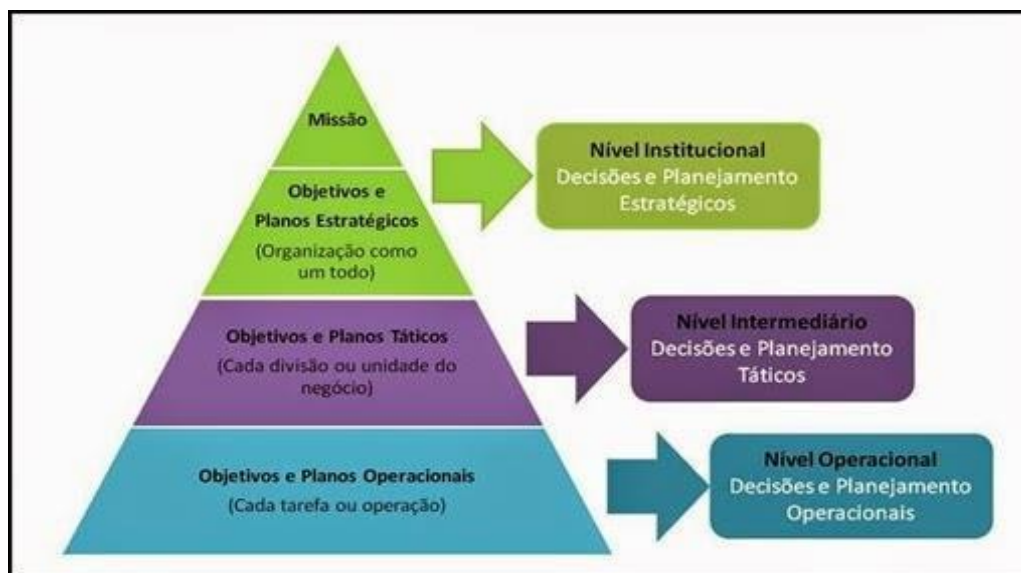 Missão
Objetivos e
Planos Estratégicos
(Organização como
um todo)
Nível Institucional
Decisões e Planejamento
Estratégicos
Objetivos e Planos Táticos
(Cada divisão ou unidade do
negócio)
Nível Intermediário
Decisões e Planejamento
Táticos
Objetivos e Planos Operacionais
(Cada tarefa ou operação)
Nível Operacional
Decisões e Planejamento
Operacionais